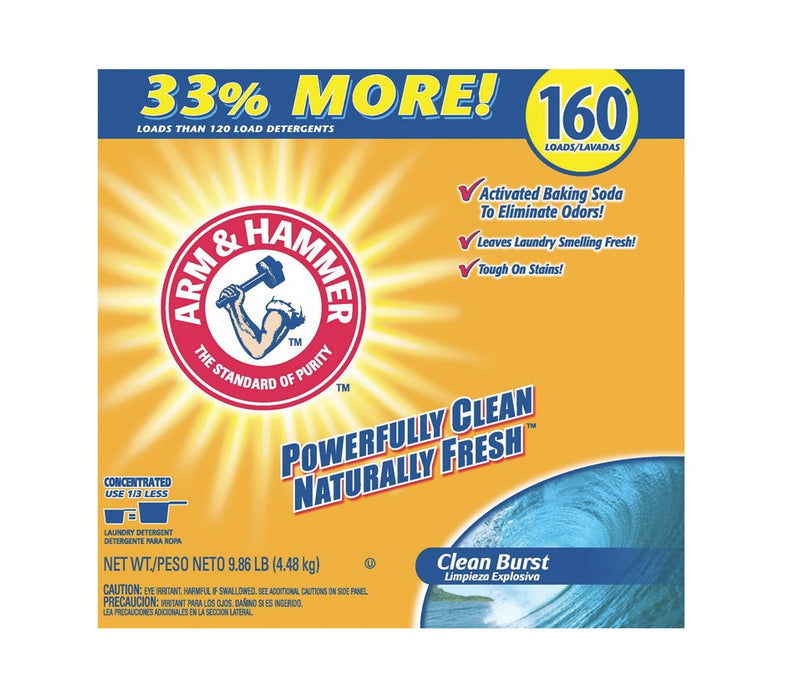 33% MORE!
LOADS THAN 120 LOAD DETERGENTS
160*
LOADS/LAVADAS
Activated Baking Soda
To Eliminate Odors!
Leaves Laundry Smelling Fresh!
Tough On Stains!
ARM & HAMMER
THE STANDARD OF PURITY
TM
TM
POWERFULLY CLEAN
NATURALLY FRESH™
CONCENTRATED
USE 1/3 LESS
=
LAUNDRY DETERGENT
DETERGENTE PARA ROPA
NET WT./PESO NETO 9.86 LB (4.48 kg)
U
CAUTION: EYE IRRITANT. HARMFUL IF SWALLOWED. SEE ADDITIONAL CAUTIONS ON SIDE PANEL.
PRECAUCION: IRRITANT PARA LOS OJOS. DAÑINO SI ES INGERIDO.
LEA PRECAUCIONES ADICIONALES EN LA SECCION LATERAL.
Clean Burst
Limpieza Explosiva